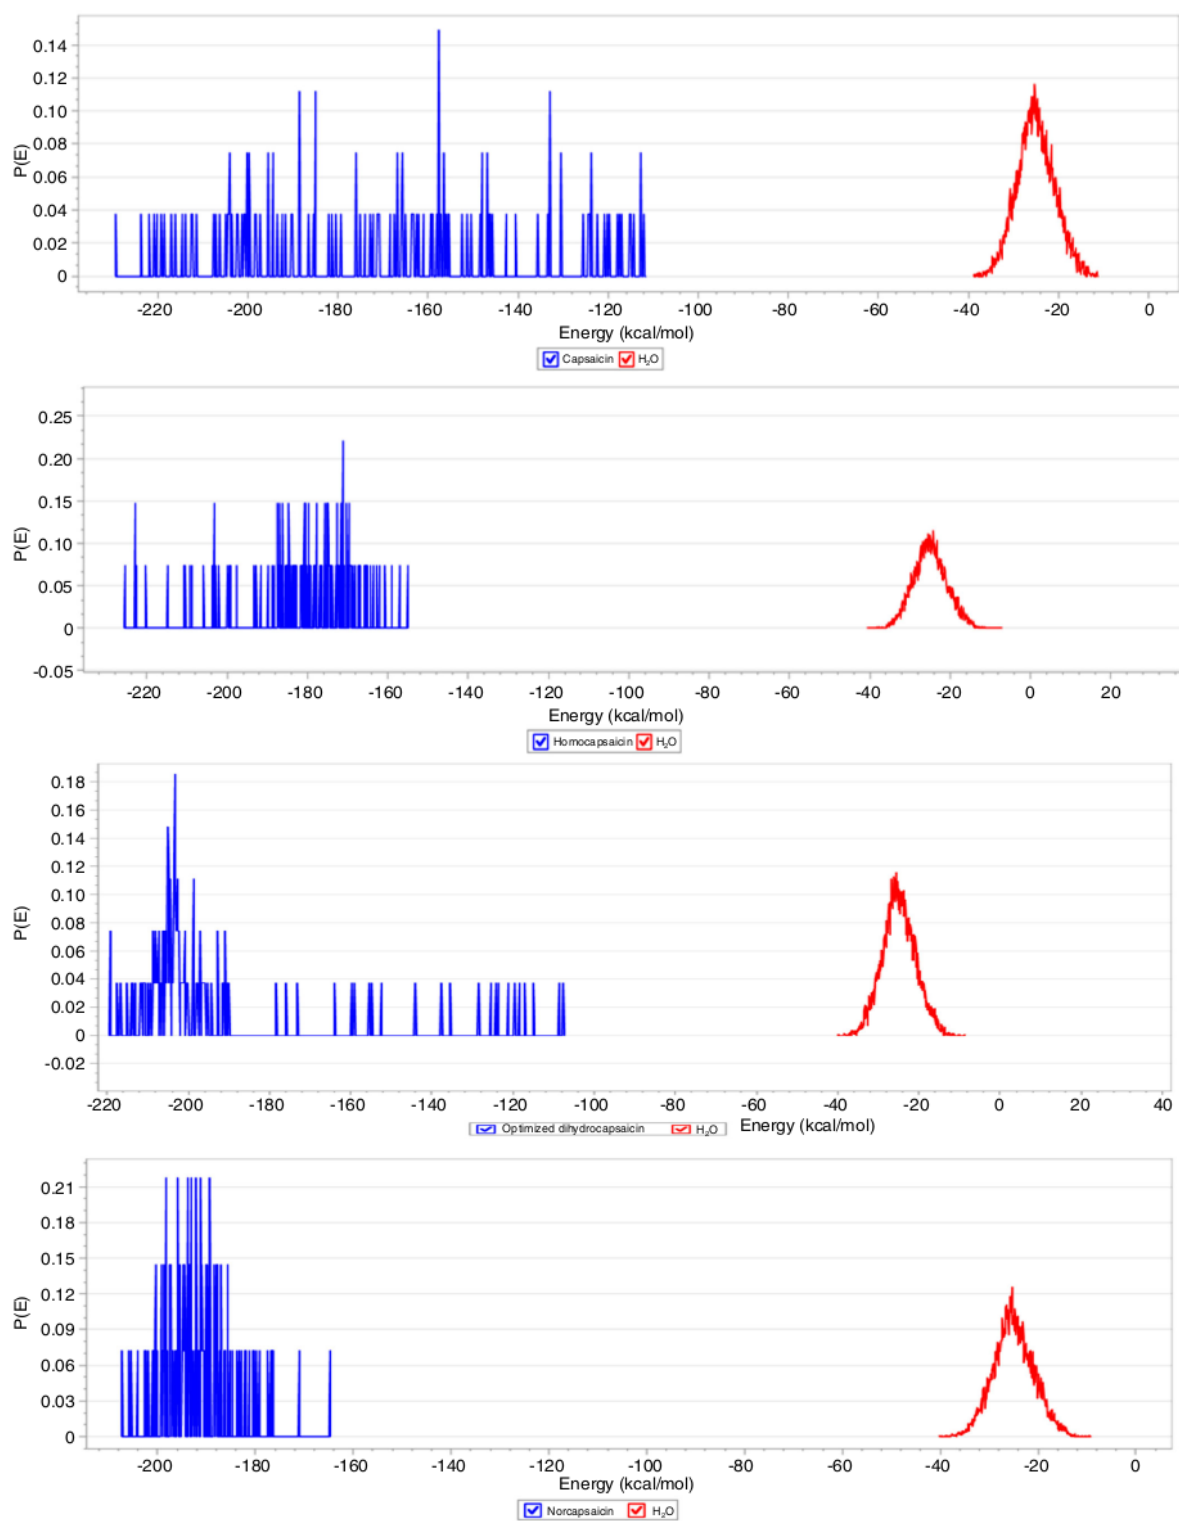 P(E)
0.14
0.12
0.10
0.08
0.06
0.04
0.02
0
-220 -200 -180 -160 -140 -120 -100 -80 -60 -40 -20 0
Energy (kcal/mol)
Capsaicin H₂O
P(E)
0.25
0.20
0.15
0.10
0.05
0
-0.05
-220 -200 -180 -160 -140 -120 -100 -80 -60 -40 -20 0 20
Energy (kcal/mol)
Homocapsaicin H₂O
P(E)
0.18
0.16
0.14
0.12
0.10
0.08
0.06
0.04
0.02
0
-0.02
-220 -200 -180 -160 -140 -120 -100 -80 -60 -40 -20 0 20 40
Optimized dihydrocapsaicin H₂O Energy (kcal/mol)
P(E)
0.21
0.18
0.15
0.12
0.09
0.06
0.03
0
-200 -180 -160 -140 -120 -100 -80 -60 -40 -20 0
Energy (kcal/mol)
Norcapsaicin H₂O